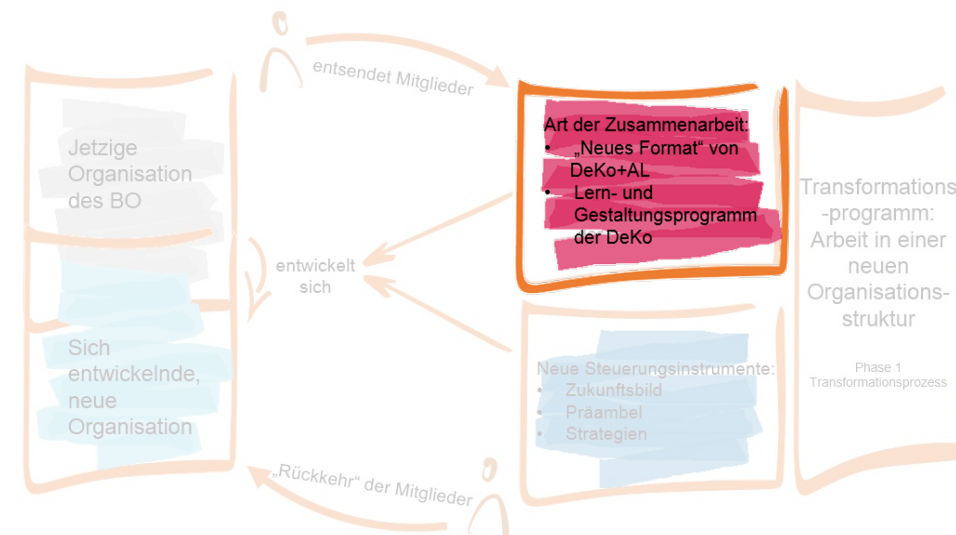 entsendet Mitglieder
Jetzige
Organisation
des BO
entwickelt
sich
Sich
entwickelnde,
neue
Organisation
„Rückkehr“ der Mitglieder
Art der Zusammenarbeit:
• „Neues Format“ von
DeKo+AL
• Lern- und
Gestaltungsprogramm
der DeKo
Neue Steuerungsinstrumente:
• Zukunftsbild
• Präambel
• Strategien
Transformations
-programm:
Arbeit in einer
neuen
Organisations-
struktur
Phase 1
Transformationsprozess